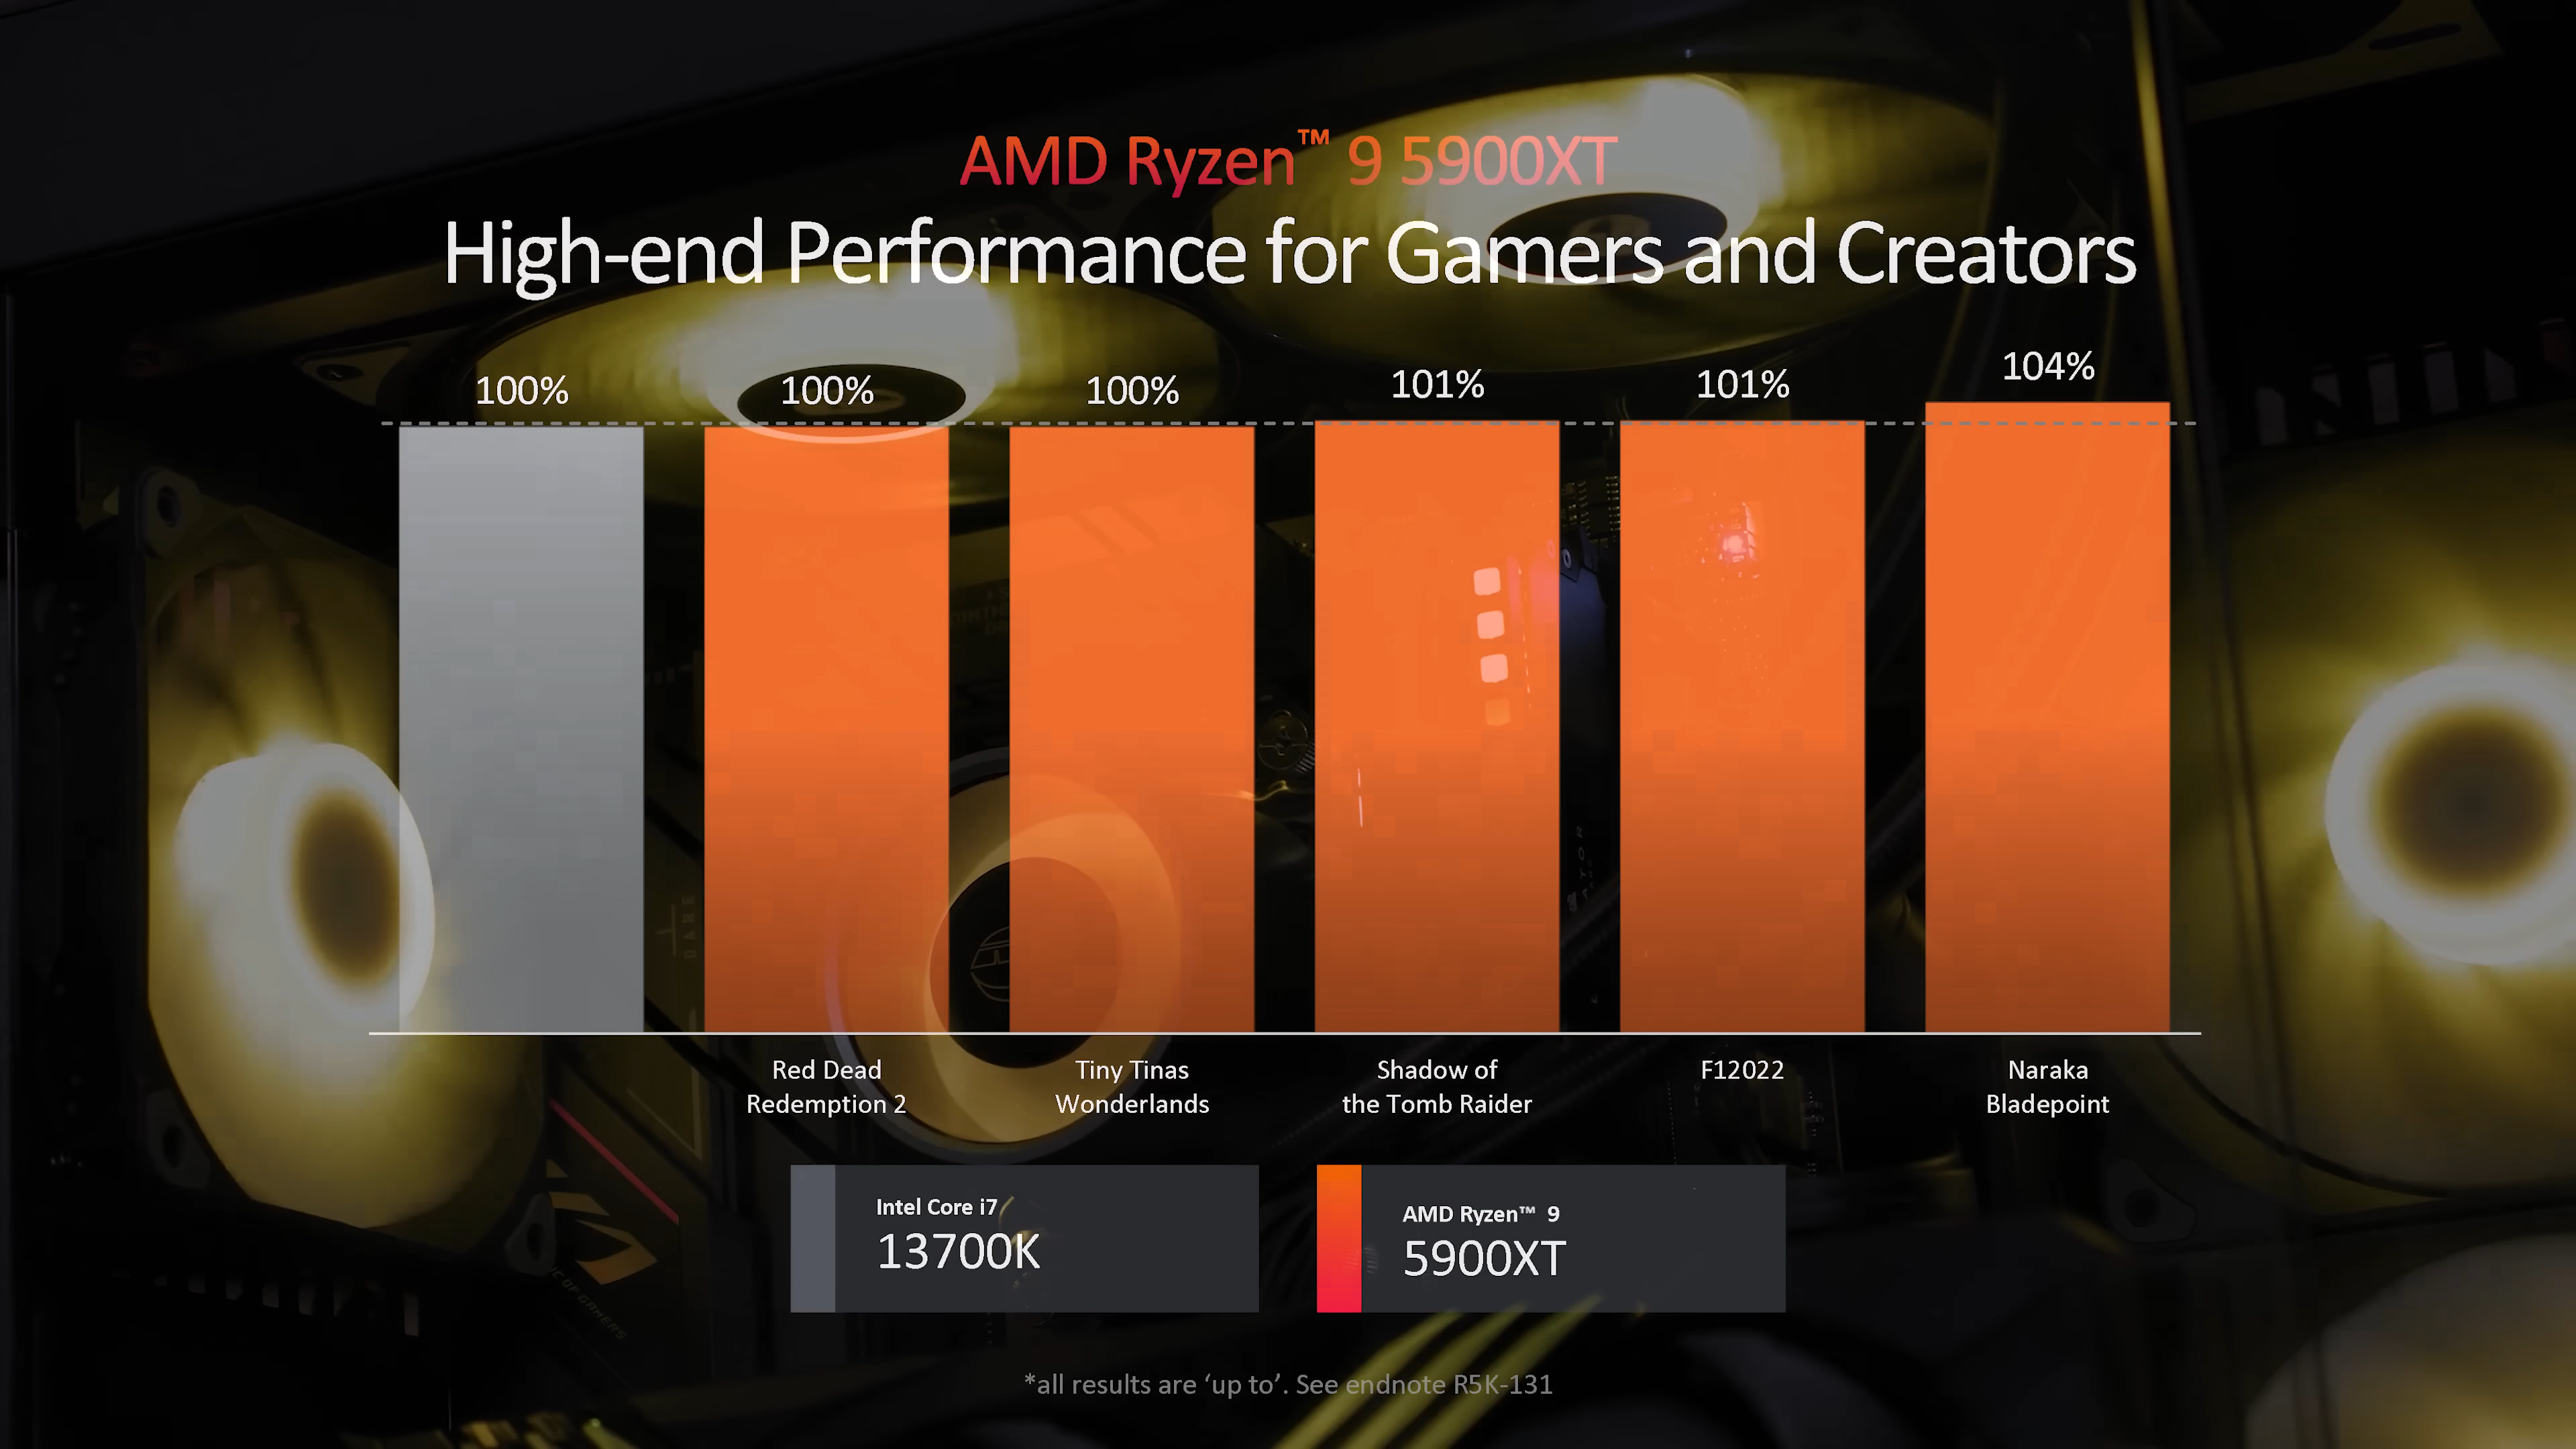 AMD Ryzen™ 9 5900XT
High-end Performance for Gamers and Creators
100%
100%
100%
101%
101%
104%
Red Dead
Redemption 2
Tiny Tinas
Wonderlands
Shadow of
the Tomb Raider
F12022
Naraka
Bladepoint
Intel Core i7
13700K
AMD Ryzen™ 9
5900XT
*all results are ‘up to’. See endnote R5K-131